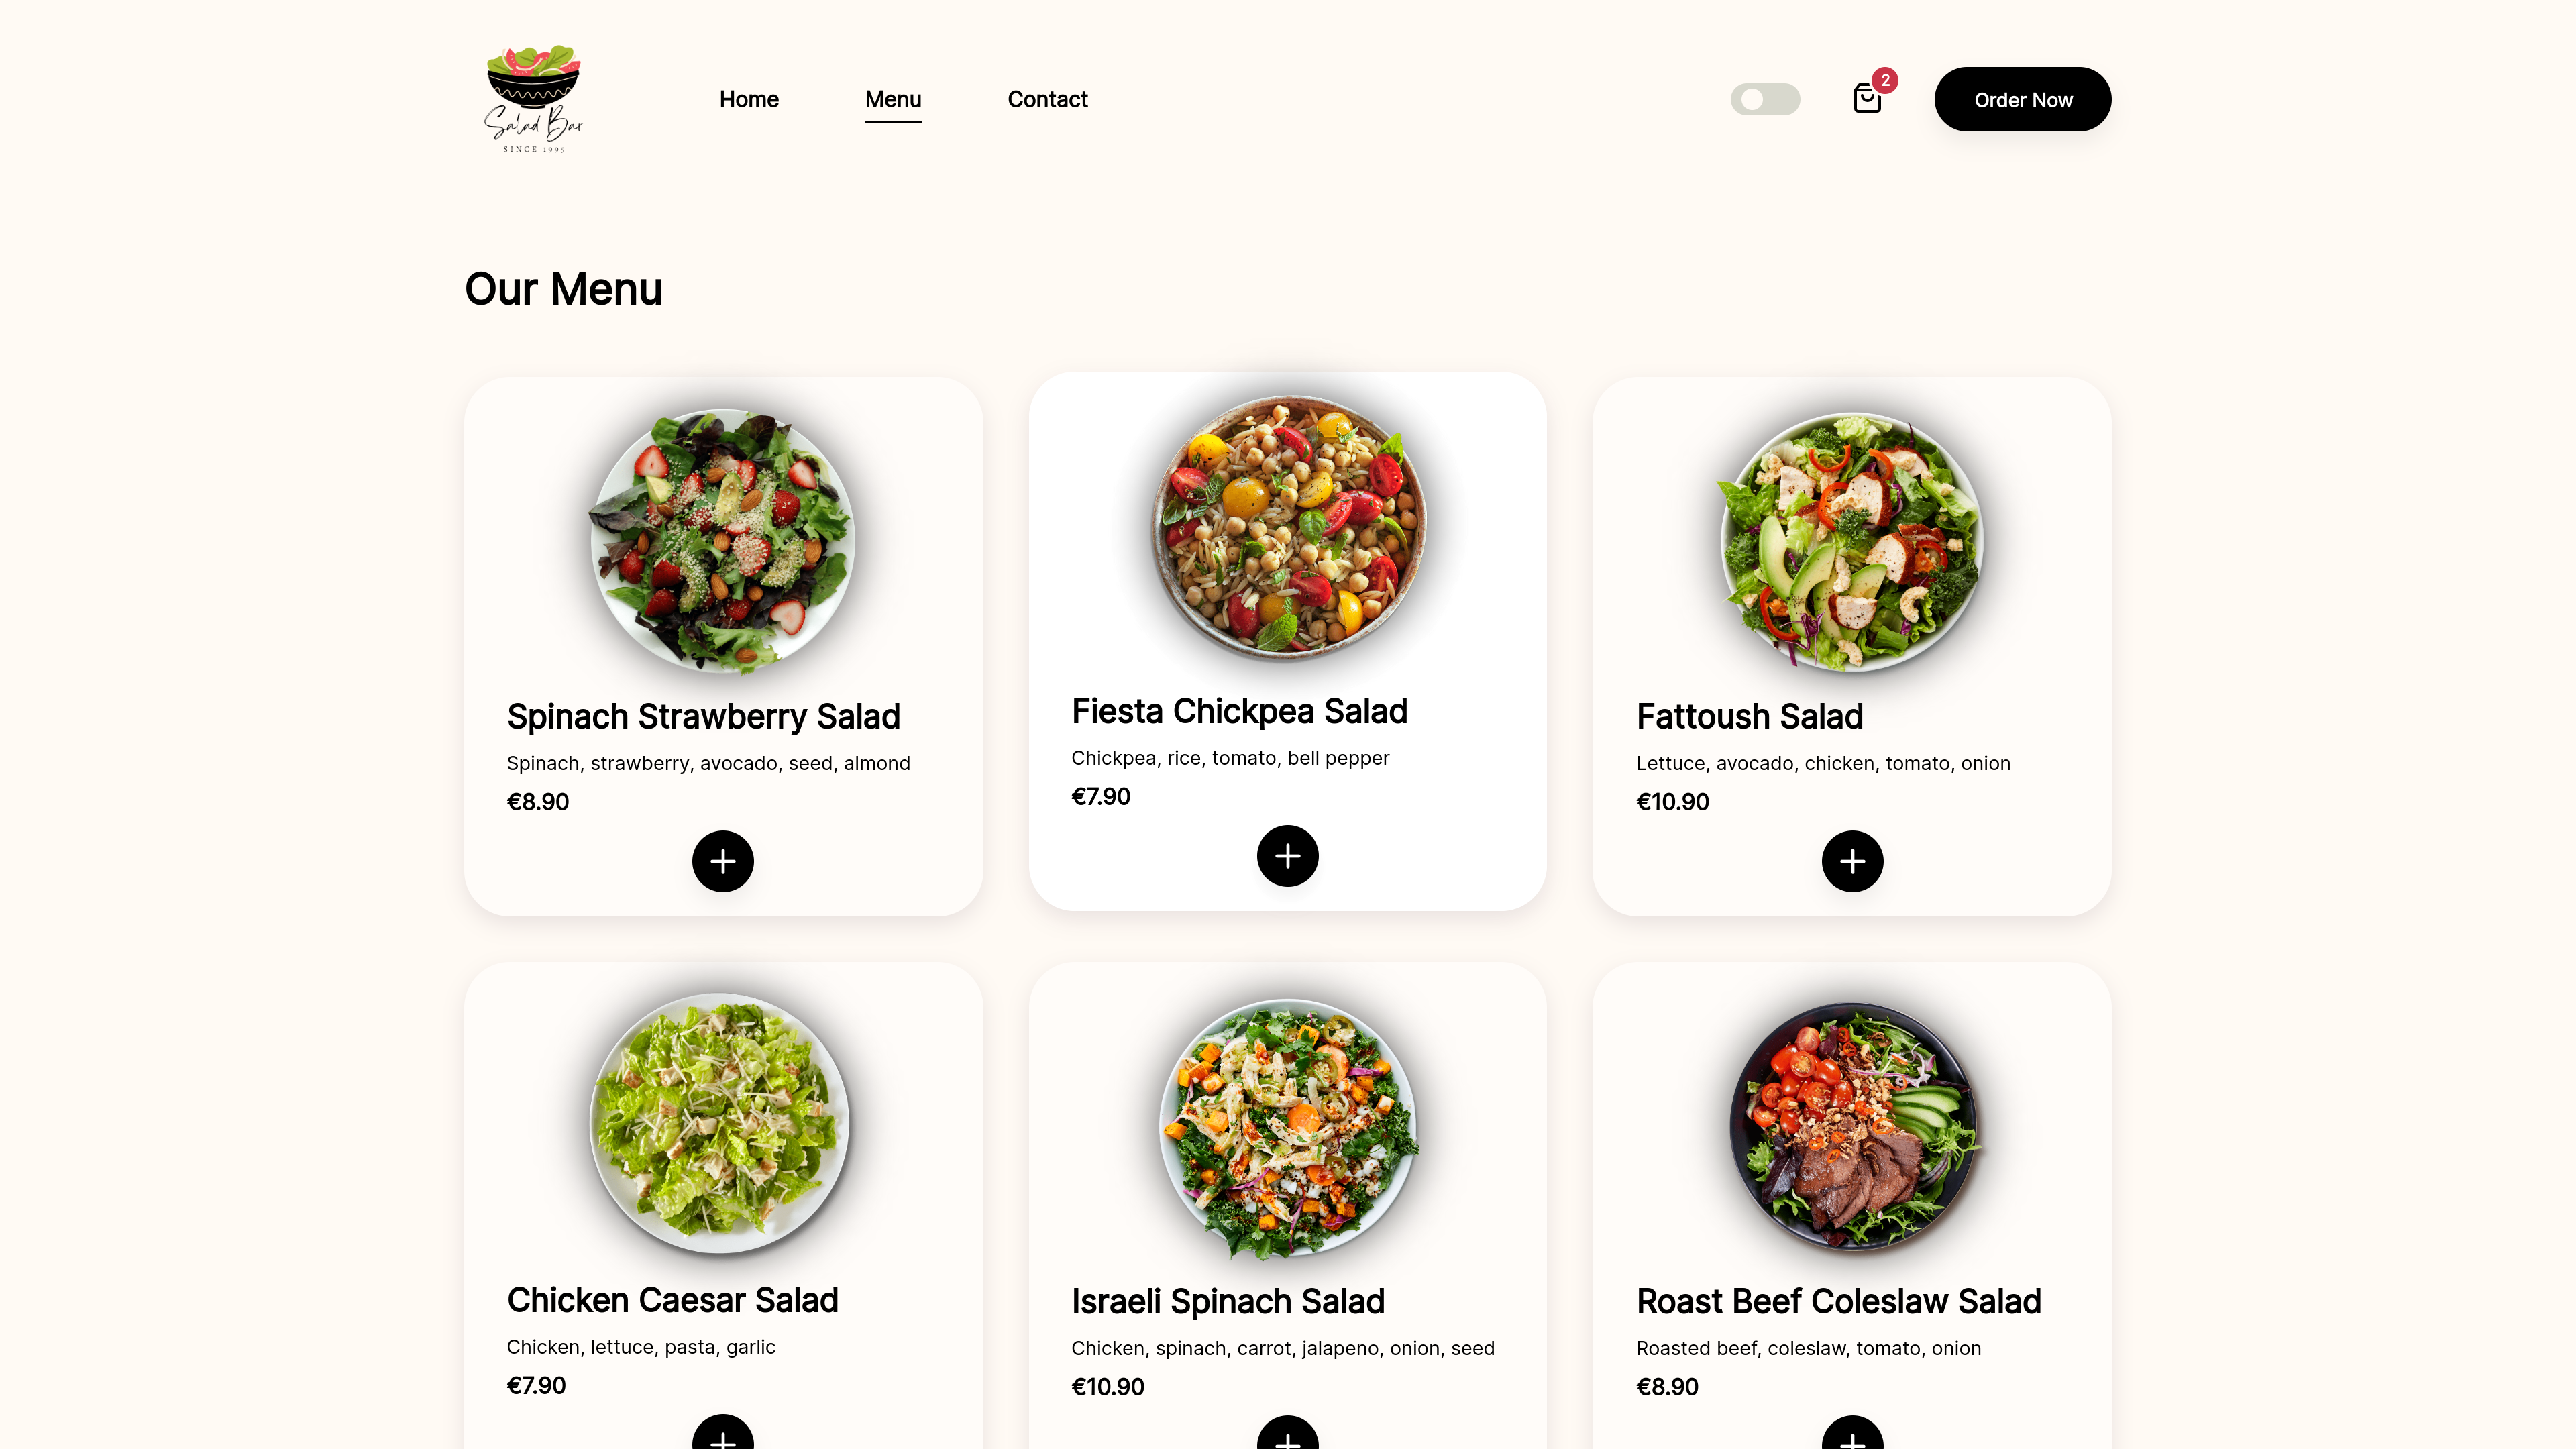 Salad Bar
SINCE 1995
Home
Menu
Contact
2
Order Now
Our Menu
Spinach Strawberry Salad
Spinach, strawberry, avocado, seed, almond
€8.90
Fiesta Chickpea Salad
Chickpea, rice, tomato, bell pepper
€7.90
Fattoush Salad
Lettuce, avocado, chicken, tomato, onion
€10.90
Chicken Caesar Salad
Chicken, lettuce, pasta, garlic
€7.90
Israeli Spinach Salad
Chicken, spinach, carrot, jalapeno, onion, seed
€10.90
Roast Beef Coleslaw Salad
Roasted beef, coleslaw, tomato, onion
€8.90